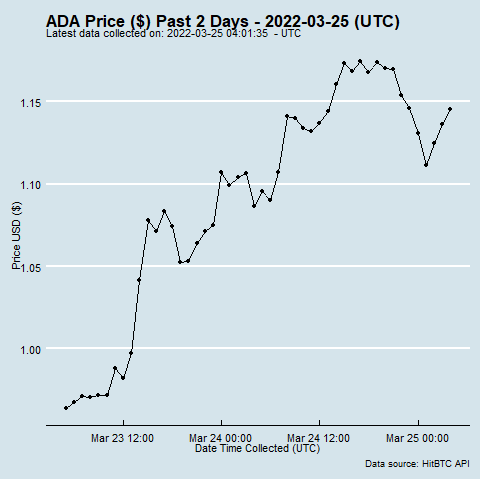 ADA Price ($) Past 2 Days - 2022-03-25 (UTC)
Latest data collected on: 2022-03-25 04:01:35  - UTC
Price USD ($)
1.15
1.10
1.05
1.00
Mar 23 12:00
Mar 24 00:00
Mar 24 12:00
Mar 25 00:00
Date Time Collected (UTC)
Data source: HitBTC API